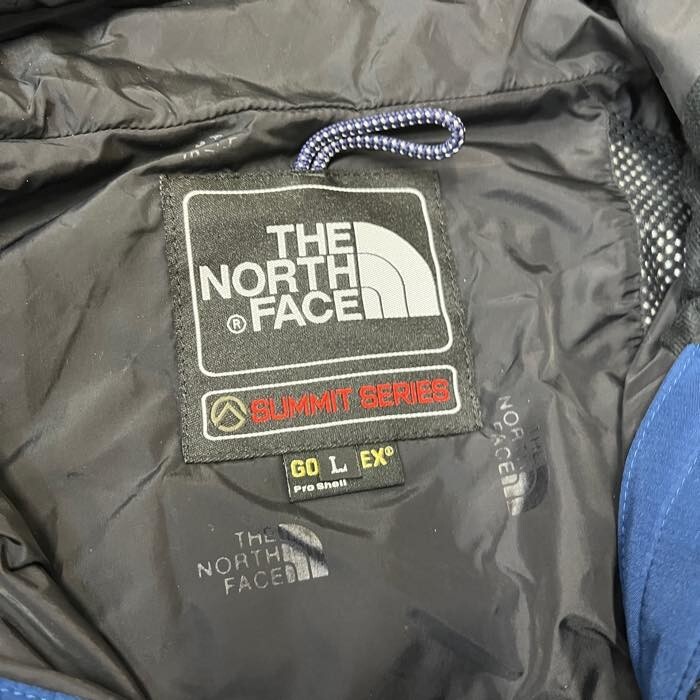 THE
NORTH
® FACE
SUMMIT SERIES
GO L EX®
Pro Shell
THE
NORTH
FACE
THE
NORTH
FACE